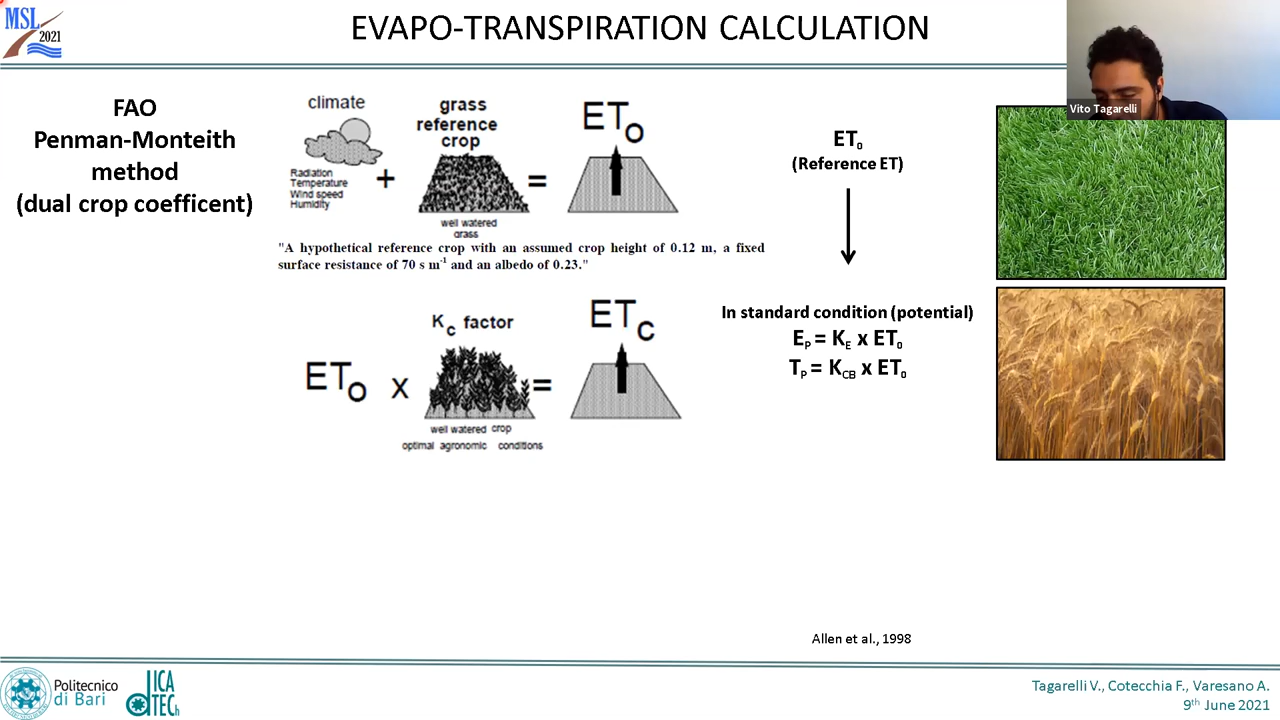 MSL
2021
EVAPO-TRANSPIRATION CALCULATION
Vito Tagarelli
FAO
Penman-Monteith
method
(dual crop coefficent)
climate
Radiation
Temperature
Wind speed
Humidity
+
grass
reference
crop
well watered
grass
=
ETO
"A hypothetical reference crop with an assumed crop height of 0.12 m, a fixed
surface resistance of 70 s m-1 and an albedo of 0.23."
ETO
x
Kc factor
well watered crop
optimal agronomic conditions
=
ETC
ET0
(Reference ET)
In standard condition (potential)
EP = KE x ET0
TP = KCB x ET0
Allen et al., 1998
Politecnico
di Bari
DICATECh
Tagarelli V., Cotecchia F., Varesano A.
9th June 2021